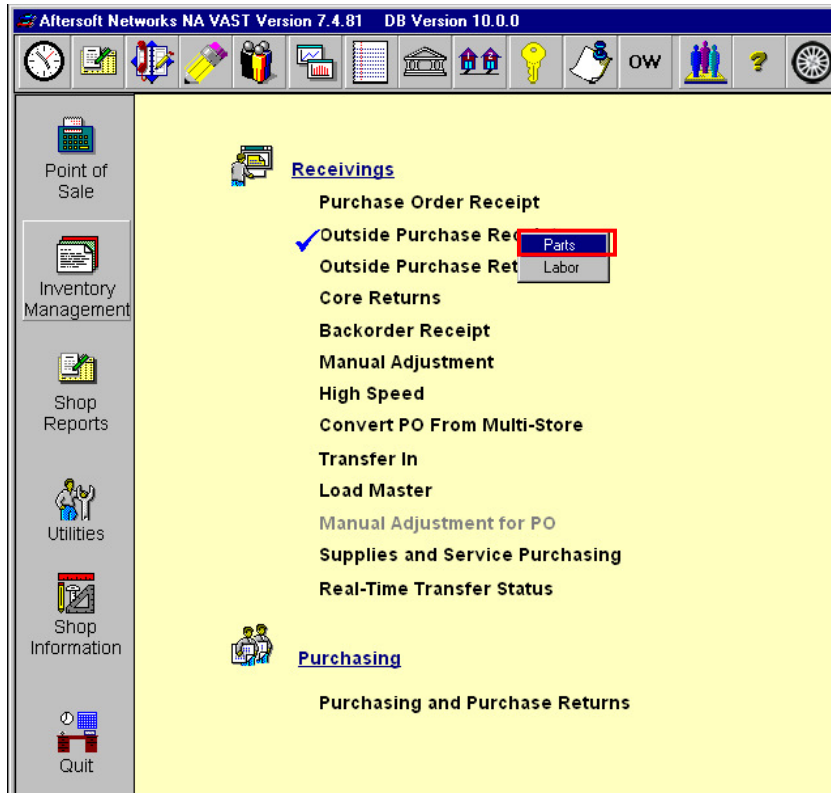 Aftersoft Networks NA VAST Version 7.4.81 DB Version 10.0.0
OW
?
Point of
Sale
Inventory
Management
Shop
Reports
Utilities
Shop
Information
Quit
Receivings
Purchase Order Receipt
Outside Purchase Rec
Parts
Outside Purchase Ret
Labor
Core Returns
Backorder Receipt
Manual Adjustment
High Speed
Convert PO From Multi-Store
Transfer In
Load Master
Manual Adjustment for PO
Supplies and Service Purchasing
Real-Time Transfer Status
Purchasing
Purchasing and Purchase Returns